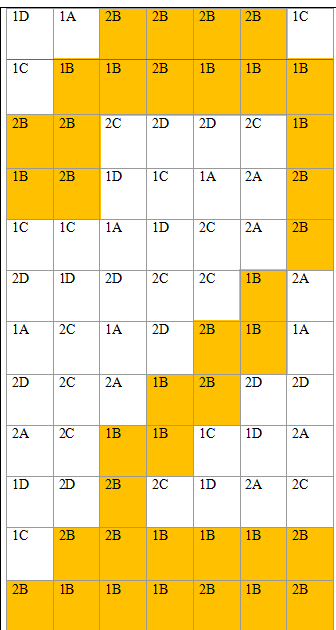 1D 1A 2B 2B 2B 2B 1C
1C 1B 1B 2B 1B 1B 1B
2B 2B 2C 2D 2D 2C 1B
1B 2B 1D 1C 1A 2A 2B
1C 1C 1A 1D 2C 2A 2B
2D 1D 2D 2C 2C 1B 2A
1A 2C 1A 2D 2B 1B 1A
2D 2C 2A 1B 2B 2D 2D
2A 2C 1B 1B 1C 1D 2A
1D 2D 2B 2C 1D 2A 2C
1C 2B 2B 1B 1B 1B 2B
2B 1B 1B 1B 2B 1B 2B